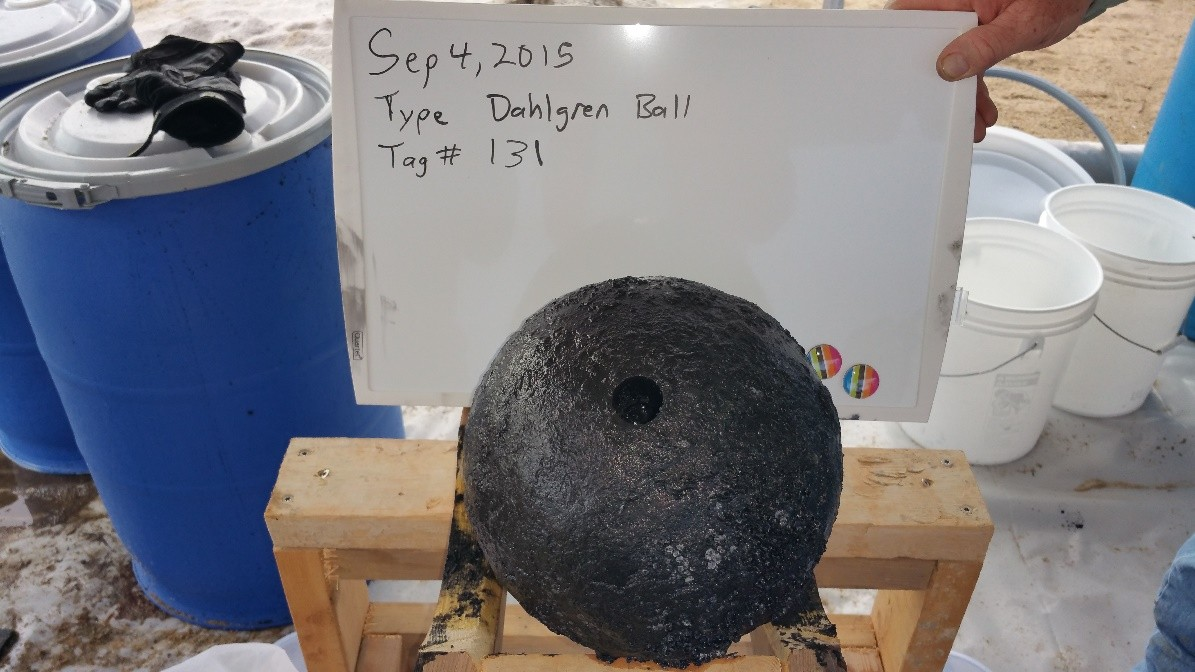 Sep 4, 2015
Type Dahlgren Ball
Tag # 131